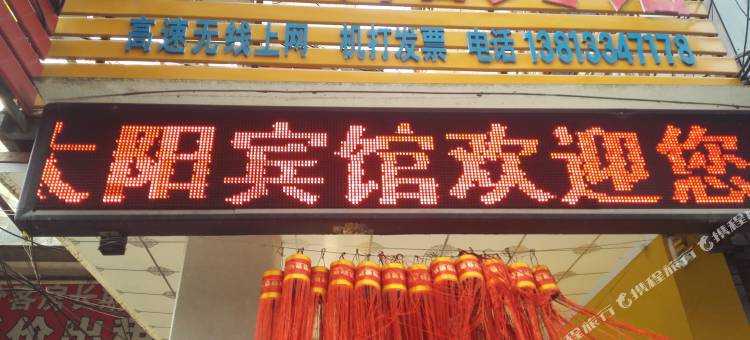 高速无线上网 机打发票 电话 13813347178
太阳宾馆欢迎您
携程旅行 携程旅行